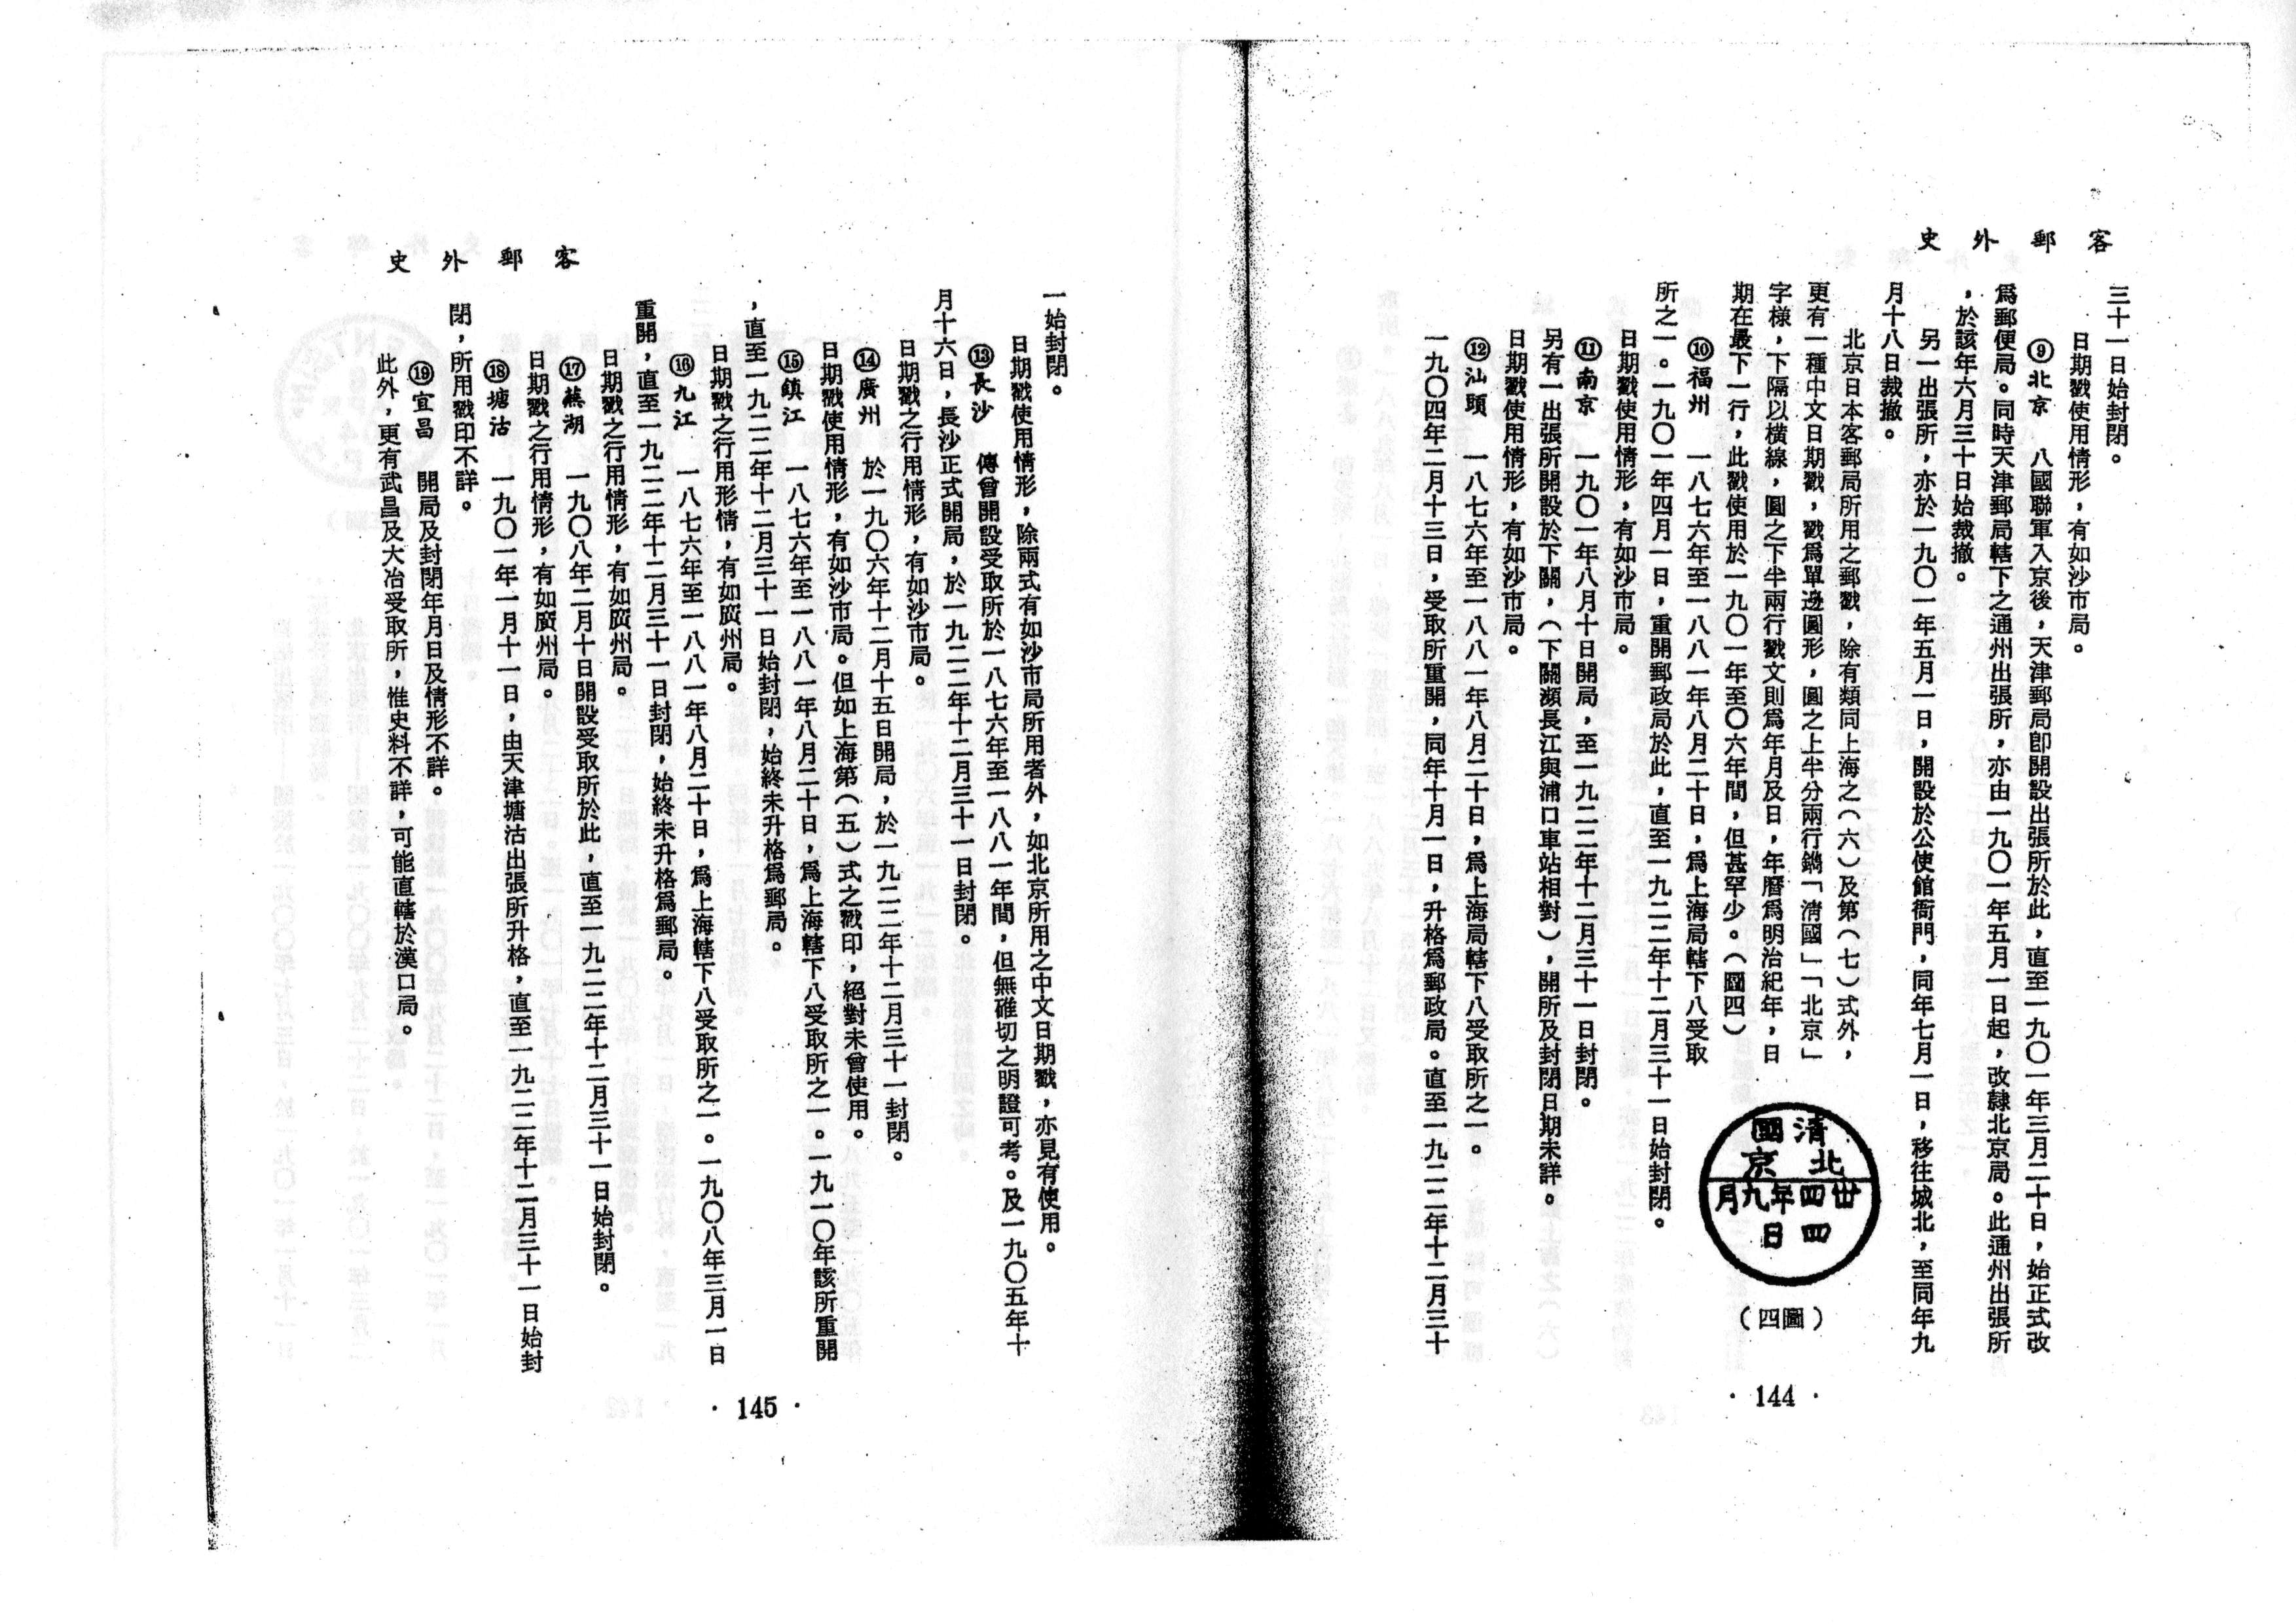 客郵外史
三十一日始封閉。
日期戳使用情形，有如沙市局。
⑨北京　八國聯軍入京後，天津郵局卽開設出張所於此，直至一九〇一年三月二十日，始正式改
爲郵便局。同時天津郵局轄下之通州出張所，亦由一九〇一年五月一日起，改隸北京局。此通州出張所
，於該年六月三十日始裁撤。
另一出張所，亦於一九〇一年五月一日，開設於公使館衙門，同年七月一日，移往城北，至同年九
月十八日裁撤。
北京日本客郵局所用之郵戳，除有類同上海之（六）及第（七）式外，
更有一種中文日期戳，戳爲單邊圓形，圓之上半分兩行鐫「淸國」「北京」
字樣，下隔以橫線，圓之下半兩行戳文則爲年月及日，年曆爲明治紀年，日
期在最下一行，此戳使用於一九〇一年至〇六年間，但甚罕少。（圖四）
淸國
北京
卅四年九月
四日
（圖四）
⑩福州　一八七六年至一八八一年八月二十日，爲上海局轄下八受取
所之一。一九〇一年四月一日，重開郵政局於此，直至一九二二年十二月三十一日始封閉。
日期戳使用情形，有如沙市局。
⑪南京　一九〇一年八月十日開局，至一九二二年十二月三十一日封閉。
另有一出張所開設於下關，（下關瀕長江與浦口車站相對），開所及封閉日期未詳。
日期戳使用情形，有如沙市局。
⑫汕頭　一八七六年至一八八一年八月二十日，爲上海局轄下八受取所之一。
一九〇四年二月十三日，受取所重開，同年十月一日，升格爲郵政局。直至一九二二年十二月三十
· 144 ·
客郵外史
一始封閉。
日期戳使用情形，除兩式有如沙市局所用者外，如北京所用之中文日期戳，亦見有使用。
⑬長沙　傳曾開設受取所於一八七六年至一八八一年間，但無確切之明證可考。及一九〇五年十
月十六日，長沙正式開局，於一九二二年十二月三十一日封閉。
日期戳之行用情形，有如沙市局。
⑭廣州　於一九〇六年十二月十五日開局，於一九二二年十二月三十一封閉。
日期戳使用情形，有如沙市局。但如上海第（五）式之戳印，絕對未曾使用。
⑮鎮江　一八七六年至一八八一年八月二十日，爲上海轄下八受取所之一。一九一〇年該所重開
，直至一九二二年十二月三十一日始封閉，始終未升格爲郵局。
日期戳之行用形情，有如廣州局。
⑯九江　一八七六年至一八八一年八月二十日，爲上海轄下八受取所之一。一九〇八年三月一日
重開，直至一九二二年十二月三十一日封閉，始終未升格爲郵局。
日期戳之行用情形，有如廣州局。
⑰蕪湖　一九〇八年二月十日開設受取所於此，直至一九二二年十二月三十一日始封閉。
日期戳之行用情形，有如廣州局。
⑱塘沽　一九〇一年一月十一日，由天津塘沽出張所升格，直至一九二二年十二月三十一日始封
閉，所用戳印不詳。
⑲宜昌　開局及封閉年月日及情形不詳。
此外，更有武昌及大冶受取所，惟史料不詳，可能直轄於漢口局。
· 145 ·